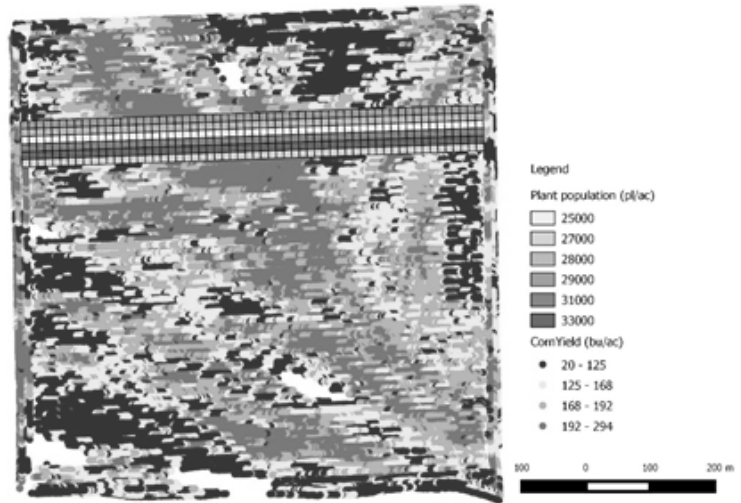 Legend
Plant population (pl/ac)
25000
27000
28000
29000
31000
33000
CornYield (bu/ac)
20 - 125
125 - 168
168 - 192
192 - 294
100 0 100 200 m